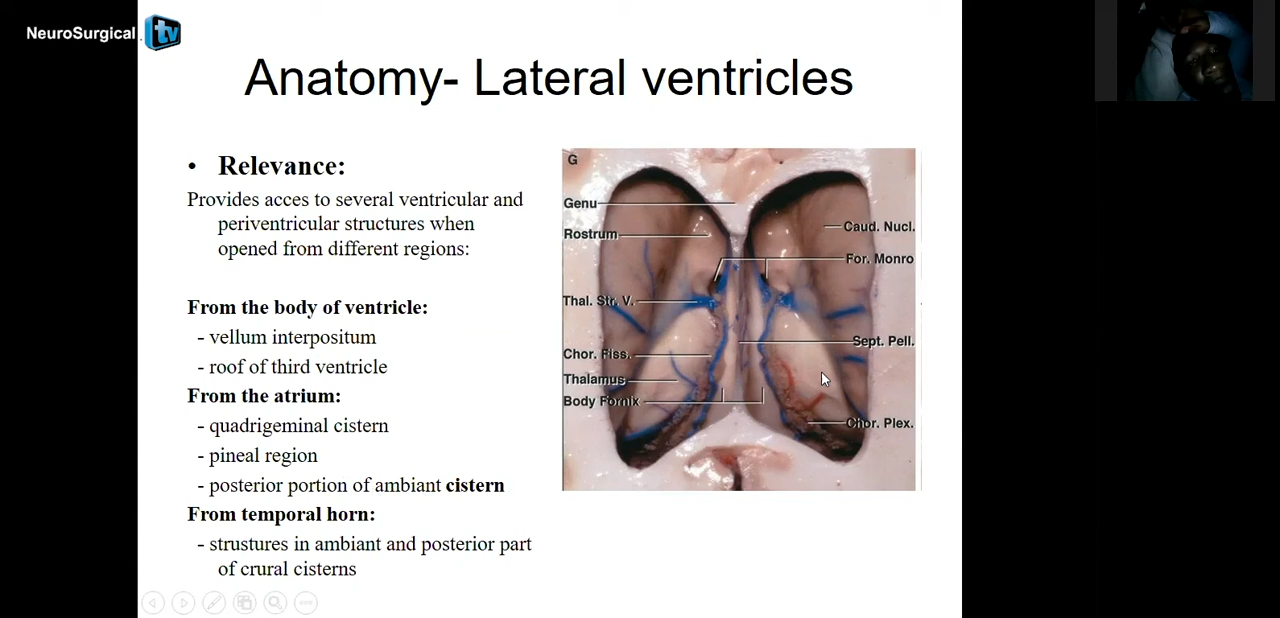 NeuroSurgical tv
Anatomy- Lateral ventricles
• Relevance:
Provides acces to several ventricular and
periventricular structures when
opened from different regions:
From the body of ventricle:
- vellum interpositum
- roof of third ventricle
From the atrium:
- quadrigeminal cistern
- pineal region
- posterior portion of ambiant cistern
From temporal horn:
- strustures in ambiant and posterior part
of crural cisterns
G
Genu
Rostrum
Thal. Str. V.
Chor. Fiss.
Thalamus
Body Fornix
Caud. Nucl.
For. Monro
Sept. Pell.
Chor. Plex.